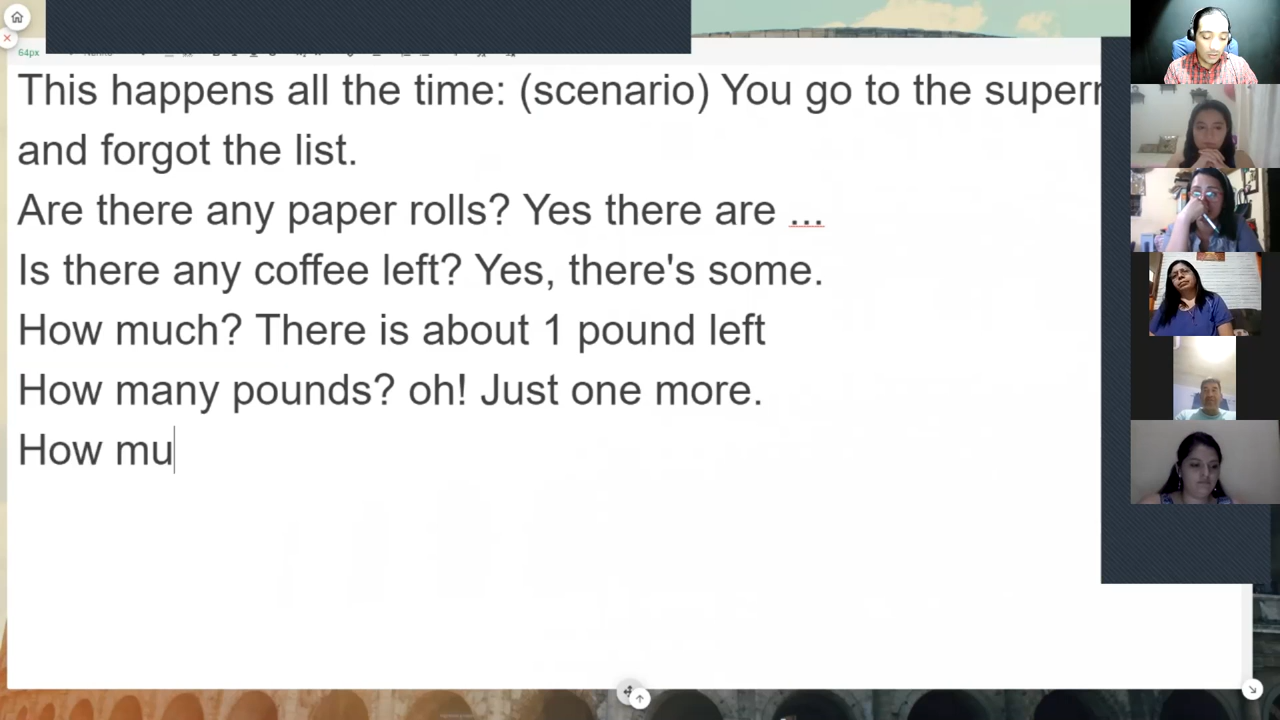 64px
This happens all the time: (scenario) You go to the
and forgot the list.
Are there any paper rolls? Yes there are ...
Is there any coffee left? Yes, there's some.
How much? There is about 1 pound left
How many pounds? oh! Just one more.
How mu